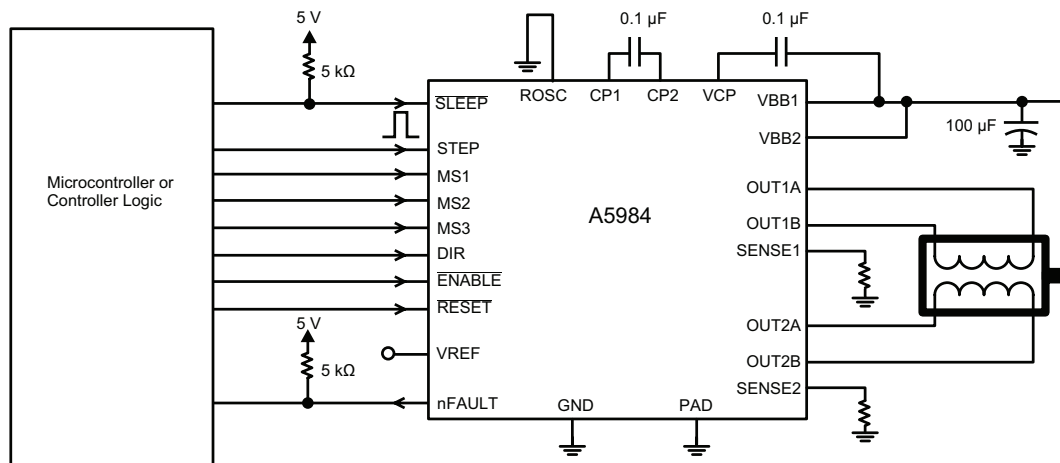 5 V
5 kΩ
0.1 µF
0.1 µF
SLEEP
ROSC
CP1
CP2
VCP
VBB1
100 µF
STEP
VBB2
Microcontroller or
Controller Logic
MS1
MS2
MS3
DIR
ENABLE
RESET
A5984
OUT1A
OUT1B
SENSE1
5 V
5 kΩ
VREF
nFAULT
GND
PAD
OUT2A
OUT2B
SENSE2